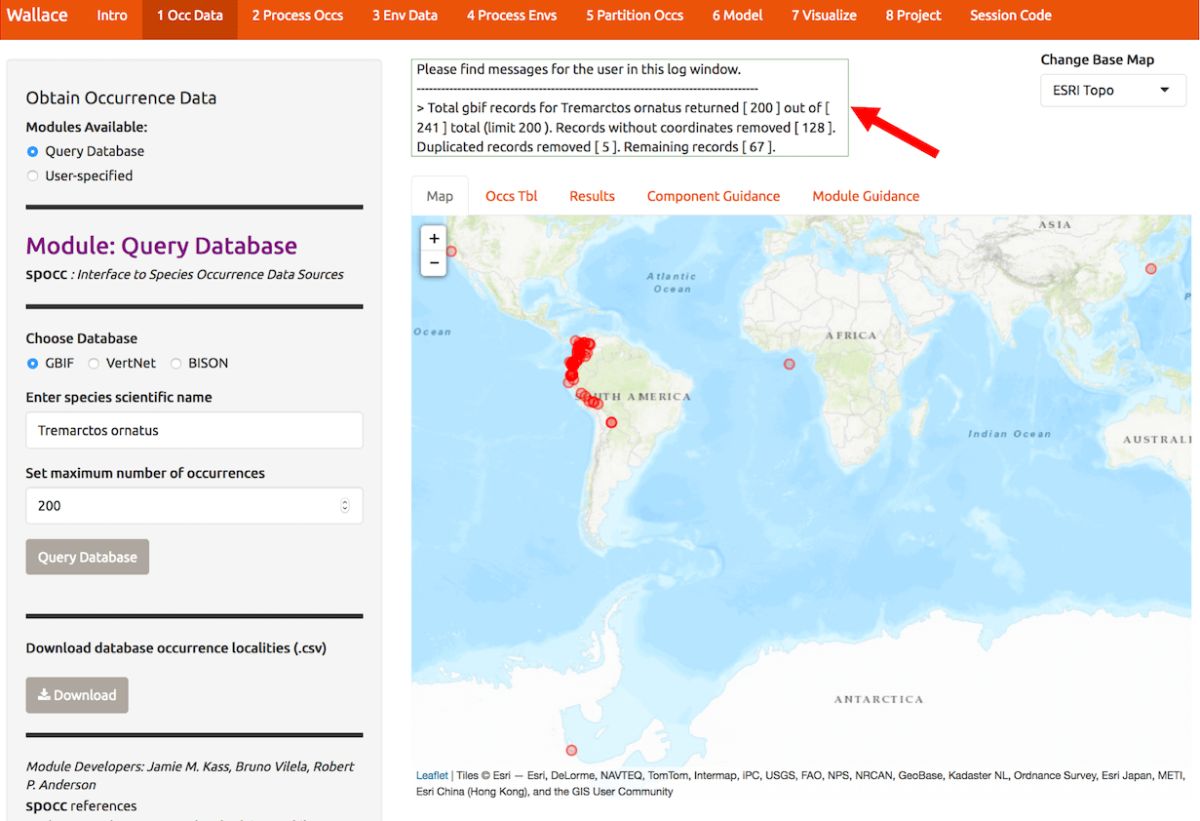 Wallace Intro 1 Occ Data 2 Process Occs 3 Env Data 4 Process Envs 5 Partition Occs 6 Model 7 Visualize 8 Project Session Code
Obtain Occurrence Data
Modules Available:
Query Database
User-specified
Module: Query Database
spocc : Interface to Species Occurrence Data Sources
Choose Database
GBIF VertNet BISON
Enter species scientific name
Tremarctos ornatus
Set maximum number of occurrences
200
Query Database
Download database occurrence localities (.csv)
Download
Module Developers: Jamie M. Kass, Bruno Vilela, Robert
P. Anderson
spocc references
Please find messages for the user in this log window.
--------------------------------------------------------------------------------------
> Total gbif records for Tremarctos ornatus returned [ 200 ] out of [
241 ] total (limit 200 ). Records without coordinates removed [ 128 ].
Duplicated records removed [ 5 ]. Remaining records [ 67 ].
Change Base Map
ESRI Topo
Map Occs Tbl Results Component Guidance Module Guidance
+
−
ASIA
Atlantic
Ocean
Ocean
AFRICA
SOUTH AMERICA
Indian Ocean
AUSTRALI
ANTARCTICA
Leaflet | Tiles © Esri — Esri, DeLorme, NAVTEQ, TomTom, Intermap, iPC, USGS, FAO, NPS, NRCAN, GeoBase, Kadaster NL, Ordnance Survey, Esri Japan, METI,
Esri China (Hong Kong), and the GIS User Community